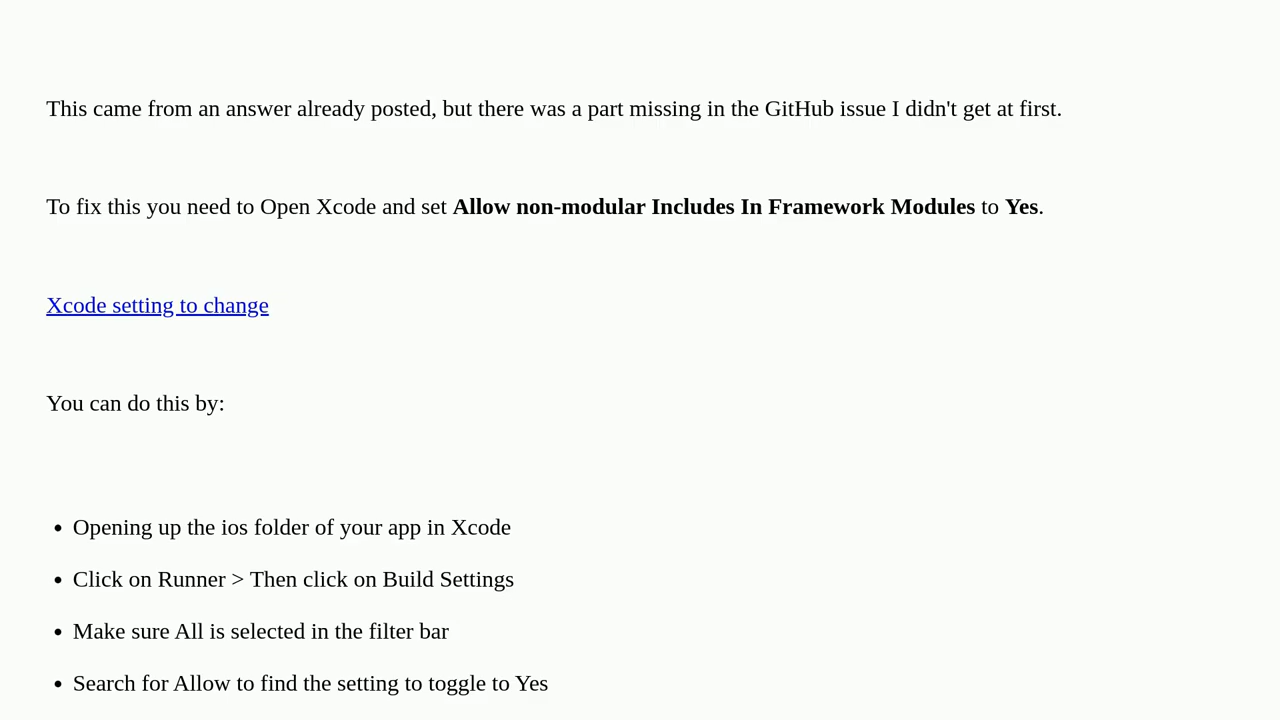 This came from an answer already posted, but there was a part missing in the GitHub issue I didn't get at first.
To fix this you need to Open Xcode and set Allow non-modular Includes In Framework Modules to Yes.
Xcode setting to change
You can do this by:
• Opening up the ios folder of your app in Xcode
• Click on Runner > Then click on Build Settings
• Make sure All is selected in the filter bar
• Search for Allow to find the setting to toggle to Yes